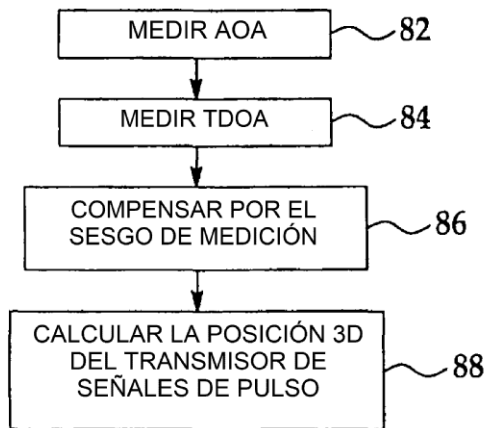 MEDIR AOA
82
MEDIR TDOA
84
COMPENSAR POR EL
SESGO DE MEDICIÓN
86
CALCULAR LA POSICIÓN 3D
DEL TRANSMISOR DE
SEÑALES DE PULSO
88